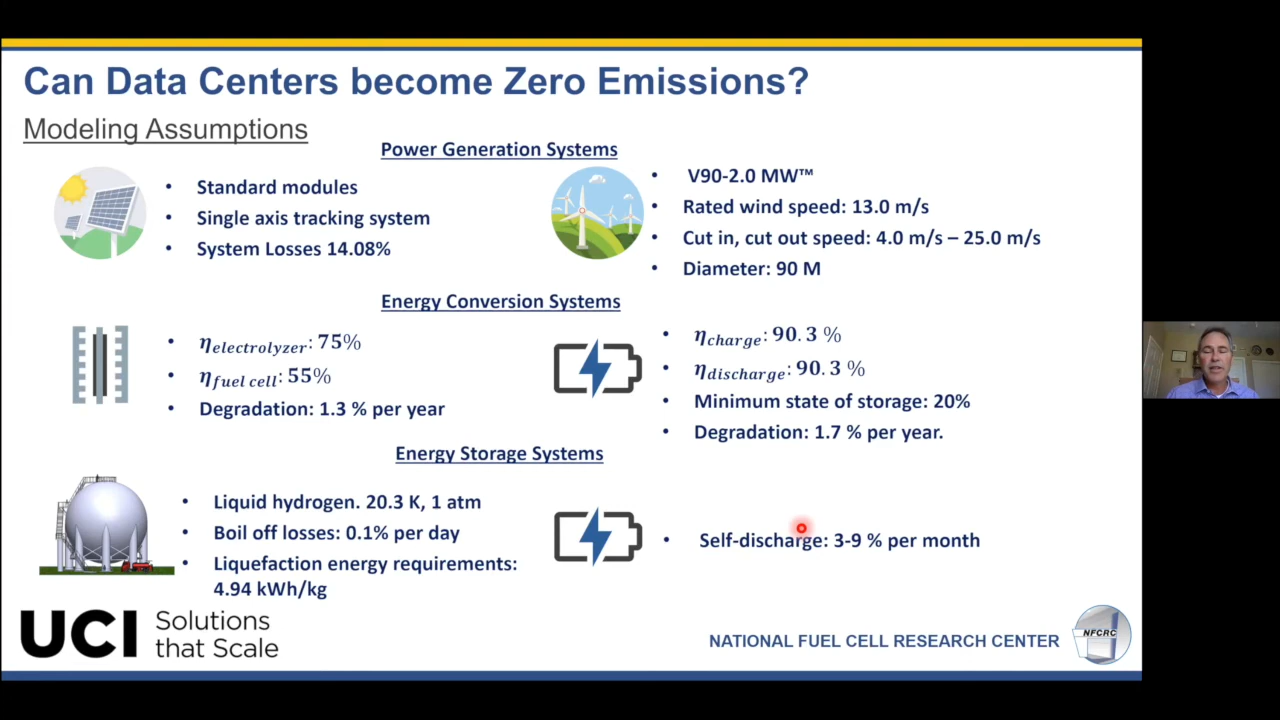 Can Data Centers become Zero Emissions?
Modeling Assumptions
Power Generation Systems
• Standard modules
• Single axis tracking system
• System Losses 14.08%
• V90-2.0 MW™
• Rated wind speed: 13.0 m/s
• Cut in, cut out speed: 4.0 m/s – 25.0 m/s
• Diameter: 90 M
Energy Conversion Systems
• η electrolyzer: 75%
• η fuel cell: 55%
• Degradation: 1.3 % per year
• η charge: 90.3 %
• η discharge: 90.3 %
• Minimum state of storage: 20%
• Degradation: 1.7 % per year.
Energy Storage Systems
• Liquid hydrogen. 20.3 K, 1 atm
• Boil off losses: 0.1% per day
• Liquefaction energy requirements:
4.94 kWh/kg
• Self-discharge: 3-9 % per month
UCI Solutions
that Scale
NATIONAL FUEL CELL RESEARCH CENTER
NFCRC